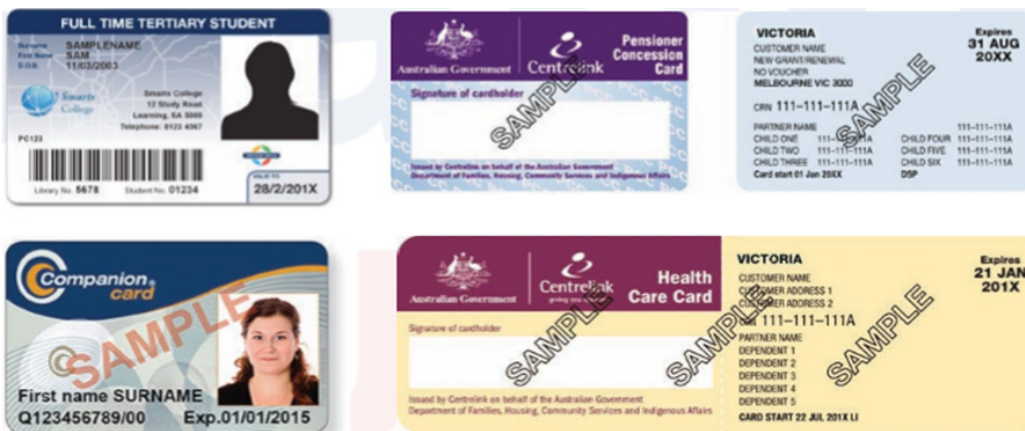 FULL TIME TERTIARY STUDENT
Surname SAMPLENAME
First Name SAM
D.O.B. 11/03/2003
Smarts
College
Smarts College
12 Study Road
Learning, SA 5069
Telephone: 8123 4567
PC123
Library No. 5678 Student No. 01234
VALID TO
28/2/201X
Australian Government
Centrelink
Pensioner
Concession
Card
Signature of cardholder
SAMPLE
Issued by Centrelink on behalf of the Australian Government
Department of Families, Housing, Community Services and Indigenous Affairs
VICTORIA
Expires
31 AUG
20XX
CUSTOMER NAME
NEW GRANT/RENEWAL
NO VOUCHER
MELBOURNE VIC 3000
CRN 111-111-111A
SAMPLE
PARTNER NAME 111-111-111A
CHILD ONE 111-111-111A CHILD FOUR 111-111-111A
CHILD TWO 111-111-111A CHILD FIVE 111-111-111A
CHILD THREE 111-111-111A CHILD SIX 111-111-111A
Card start 01 Jan 20XX DSP
Companion
card
SAMPLE
First name SURNAME
Q123456789/00 Exp.01/01/2015
Australian Government
Centrelink
giving you
Health
Care Card
Signature of cardholder
SAMPLE
SAMPLE
Issued by Centrelink on behalf of the Australian Government
Department of Families, Housing, Community Services and Indigenous Affairs
VICTORIA
Expires
21 JAN
201X
CUSTOMER NAME
CUSTOMER ADDRESS 1
CUSTOMER ADDRESS 2
CRN 111-111-111A
SAMPLE
PARTNER NAME
DEPENDENT 1
DEPENDENT 2
DEPENDENT 3
DEPENDENT 4
DEPENDENT 5
CARD START 22 JUL 201X LI